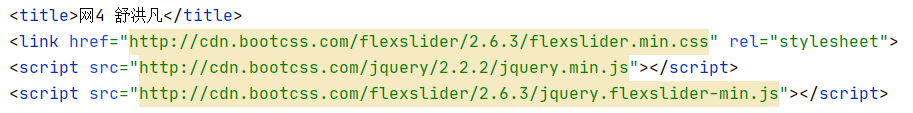 <title>网4 舒洪凡</title>
<link href="http://cdn.bootcss.com/flexslider/2.6.3/flexslider.min.css" rel="stylesheet">
<script src="http://cdn.bootcss.com/jquery/2.2.2/jquery.min.js"></script>
<script src="http://cdn.bootcss.com/flexslider/2.6.3/jquery.flexslider-min.js"></script>